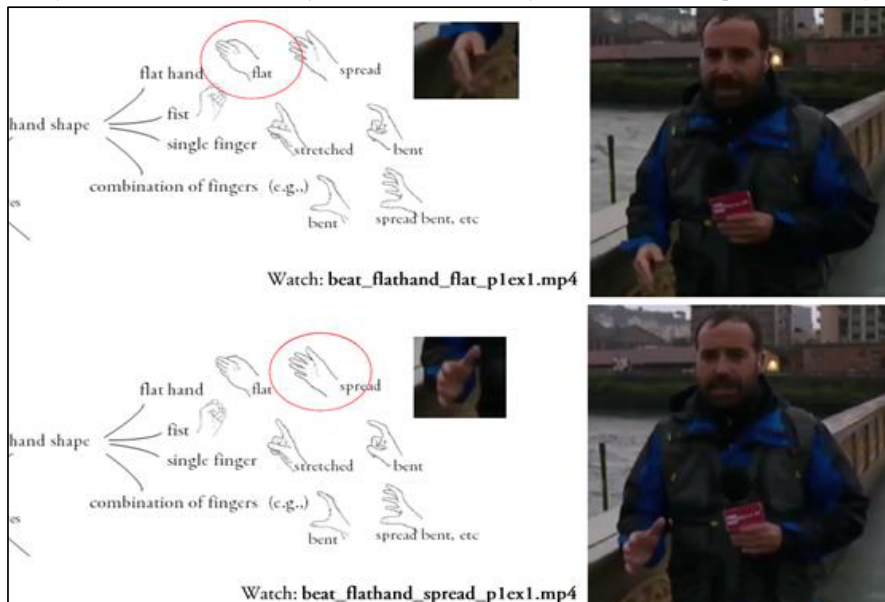 flat hand
flat
spread
fist
hand shape
single finger
stretched
bent
combination of fingers (e.g.,)
es
bent
spread bent, etc
Watch: beat_flathand_flat_p1ex1.mp4
flat hand
flat
spread
fist
hand shape
single finger
stretched
bent
combination of fingers (e.g.,)
es
bent
spread bent, etc
Watch: beat_flathand_spread_p1ex1.mp4